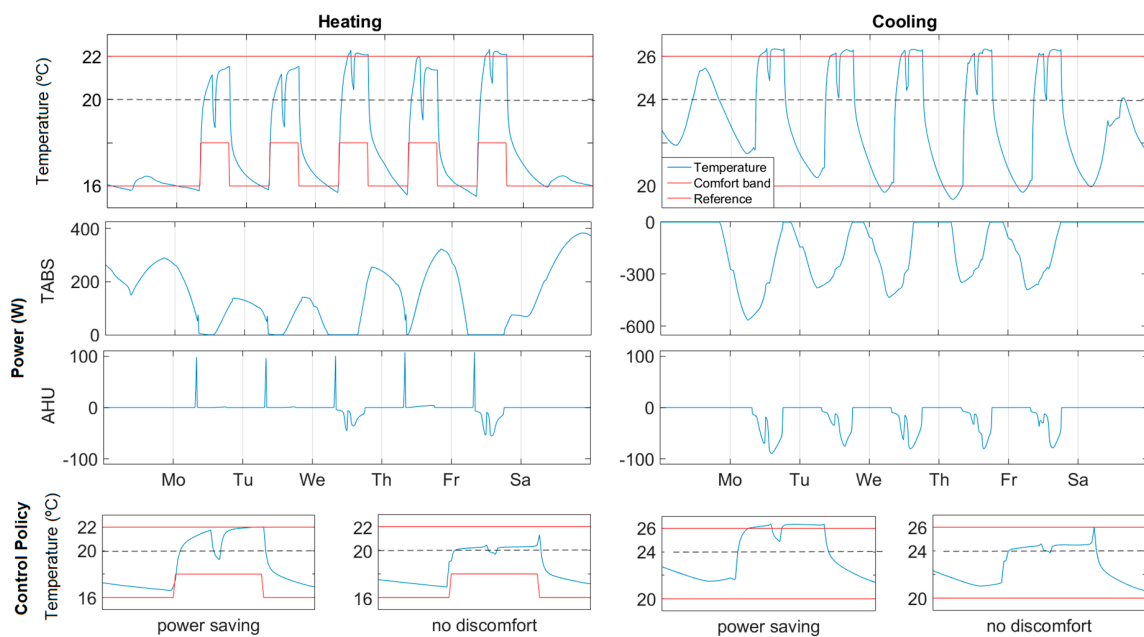 Heating
Cooling
Temperature (ºC)
22
20
16
26
24
20
Temperature
Comfort band
Reference
Power (W)
TABS
400
200
0
0
-300
-600
AHU
100
0
-100
100
0
-100
Mo Tu We Th Fr Sa
Mo Tu We Th Fr Sa
Control Policy
Temperature (ºC)
22
20
16
22
20
16
26
24
20
26
24
20
power saving
no discomfort
power saving
no discomfort